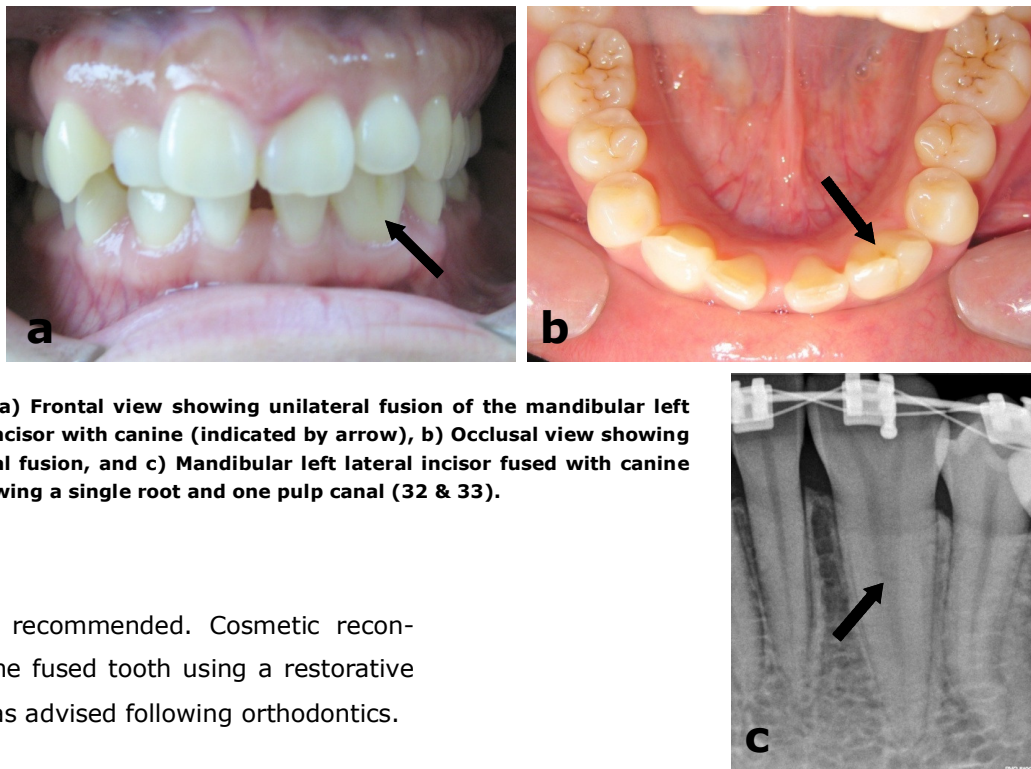 a
b
a) Frontal view showing unilateral fusion of the mandibular left
ncisor with canine (indicated by arrow), b) Occlusal view showing
al fusion, and c) Mandibular left lateral incisor fused with canine
wing a single root and one pulp canal (32 & 33).
recommended. Cosmetic recon-
ne fused tooth using a restorative
as advised following orthodontics.
c